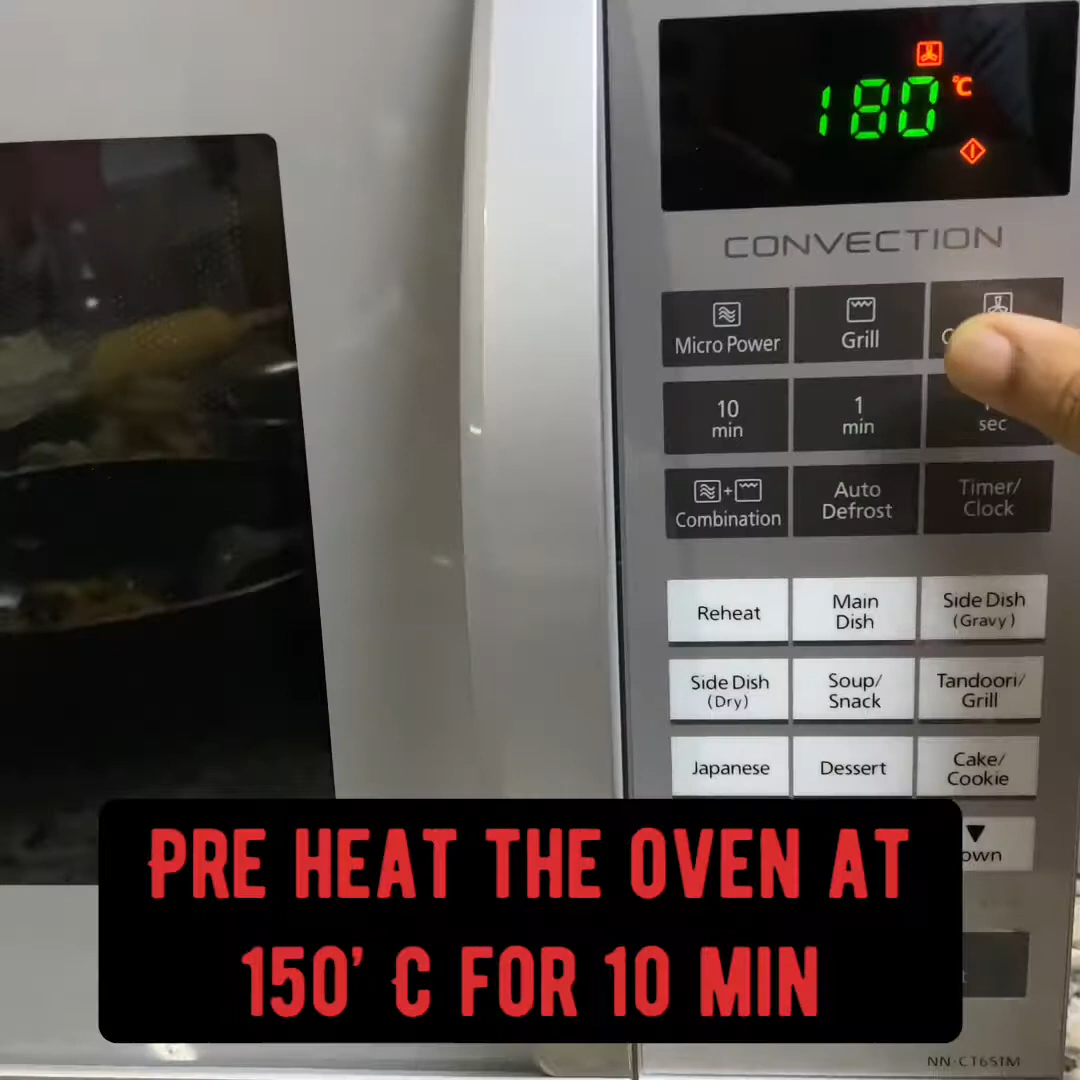 180 °C
CONVECTION
Micro Power
Grill
10
min
1
min
sec
+
Combination
Auto
Defrost
Timer/
Clock
Reheat
Main
Dish
Side Dish
(Gravy)
Side Dish
(Dry)
Soup/
Snack
Tandoori/
Grill
Japanese
Dessert
Cake/
Cookie
PRE HEAT THE OVEN AT
150' C FOR 10 MIN
NN-CT651M